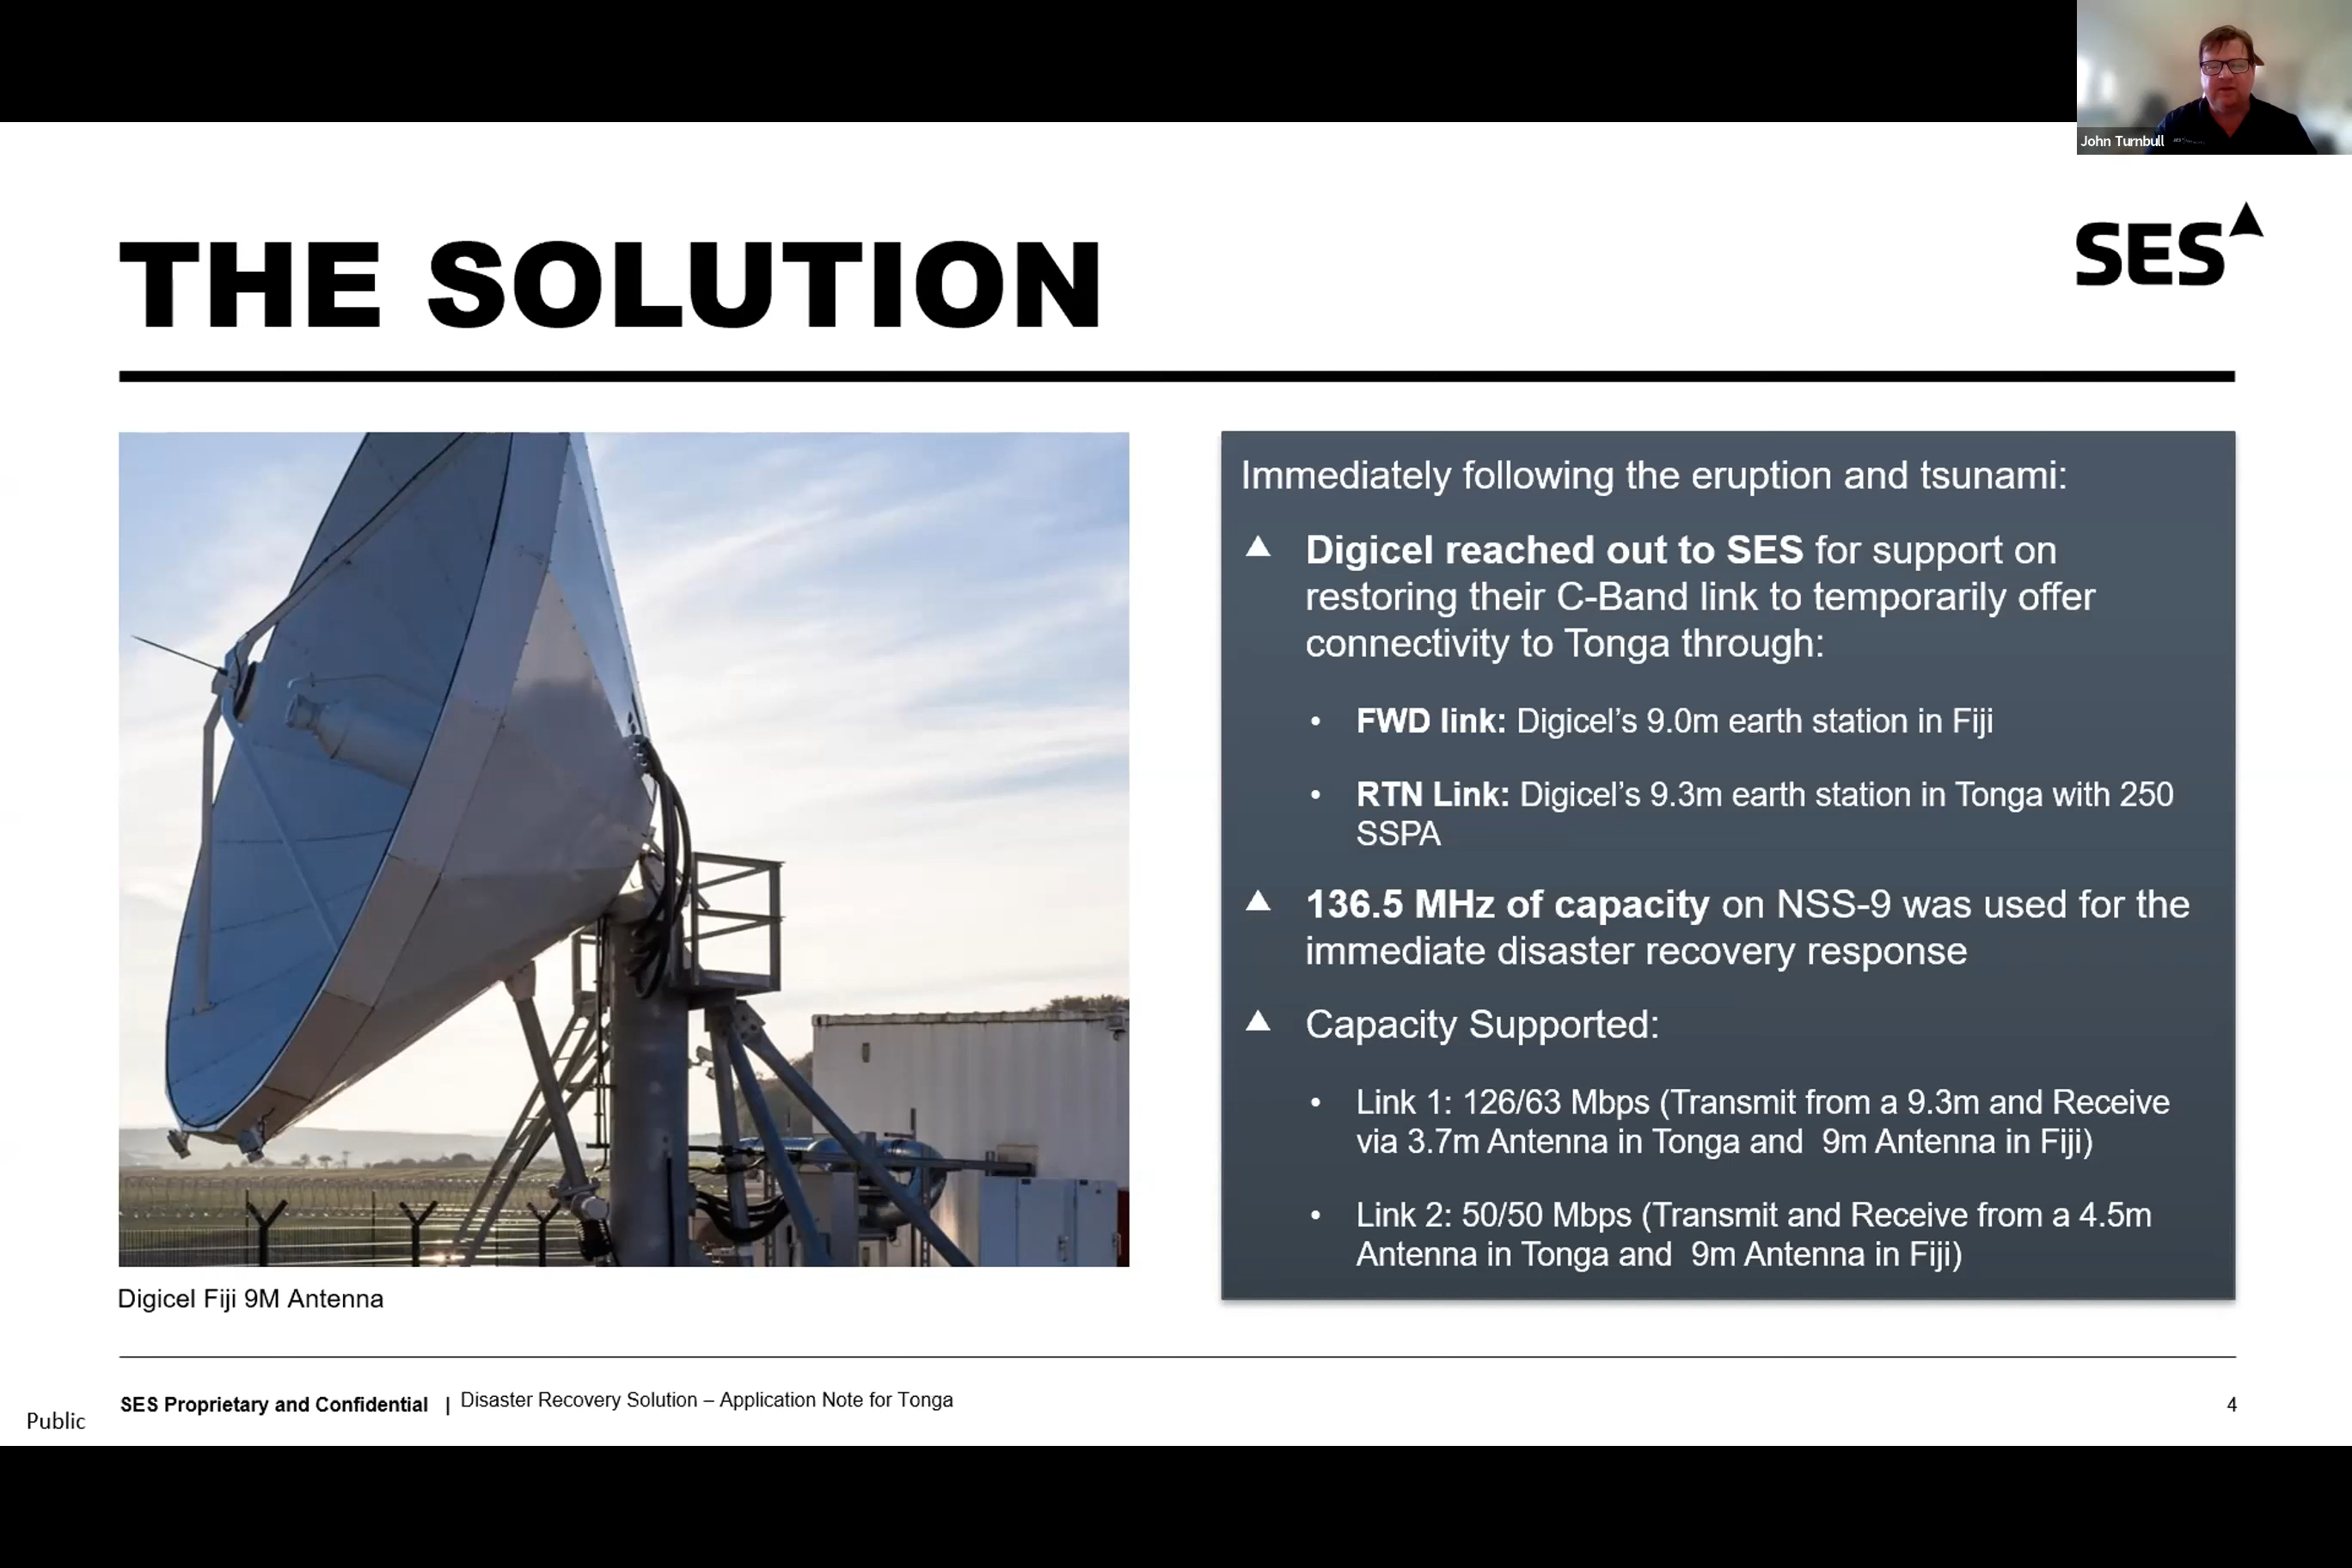 John Turnbull
SES
THE SOLUTION
Immediately following the eruption and tsunami:
Digicel reached out to SES for support on
restoring their C-Band link to temporarily offer
connectivity to Tonga through:
• FWD link: Digicel’s 9.0m earth station in Fiji
• RTN Link: Digicel’s 9.3m earth station in Tonga with 250
SSPA
136.5 MHz of capacity on NSS-9 was used for the
immediate disaster recovery response
Capacity Supported:
• Link 1: 126/63 Mbps (Transmit from a 9.3m and Receive
via 3.7m Antenna in Tonga and 9m Antenna in Fiji)
• Link 2: 50/50 Mbps (Transmit and Receive from a 4.5m
Antenna in Tonga and 9m Antenna in Fiji)
Digicel Fiji 9M Antenna
SES Proprietary and Confidential | Disaster Recovery Solution – Application Note for Tonga
4
Public